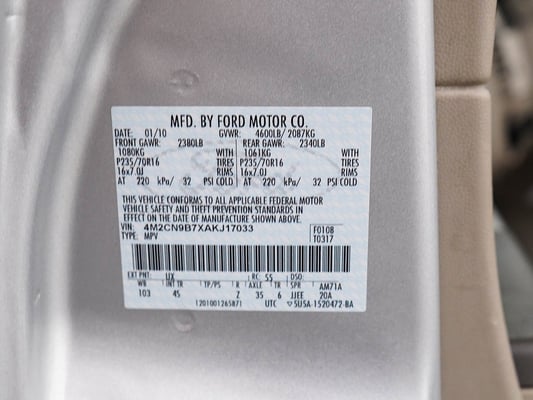 MFD. BY FORD MOTOR CO.
DATE: 01/10 GVWR: 4600LB/ 2087KG
FRONT GAWR: 2380LB REAR GAWR: 2340LB
1080KG WITH 1061KG WITH
P235/70R16 TIRES P235/70R16 TIRES
16x7.0J RIMS 16x7.0J RIMS
AT 220 kPa/ 32 PSI COLD AT 220 kPa/ 32 PSI COLD
THIS VEHICLE CONFORMS TO ALL APPLICABLE FEDERAL MOTOR
VEHICLE SAFETY AND THEFT PREVENTION STANDARDS IN
EFFECT ON THE DATE OF MANUFACTURE SHOWN ABOVE.
VIN: 4M2CN9B7XAKJ17033 F0108
TYPE: MPV T0317
EXT PNT: UX RC: 55 DSO:
WB TP/PS R AXLE TR SPR AM71A
103 4S Z 35 6 JJEE 20A
1201001265871 UTC ▽5U5A-1520472-BA